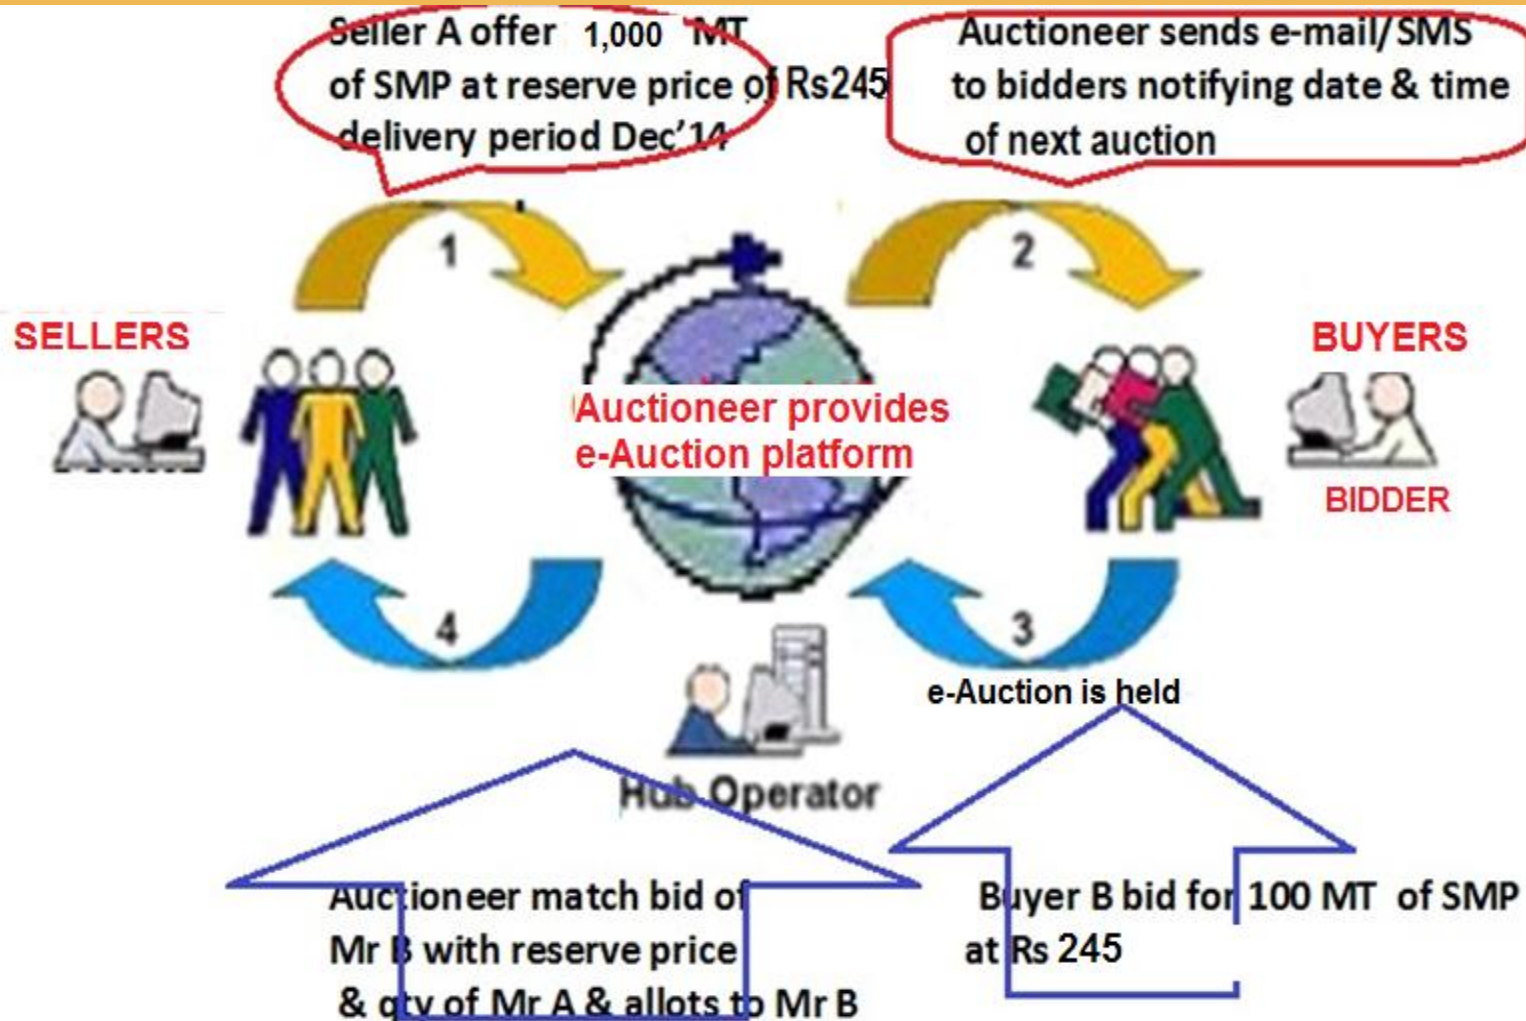 Seller A offer 1,000 MT
of SMP at reserve price of Rs245
delivery period Dec'14
Auctioneer sends e-mail/SMS
to bidders notifying date & time
of next auction
1
2
SELLERS
BUYERS
Auctioneer provides
e-Auction platform
BIDDER
4
3
e-Auction is held
Hub Operator
Auctioneer match bid of
Mr B with reserve price
& qty of Mr A & allots to Mr B
Buyer B bid for 100 MT of SMP
at Rs 245